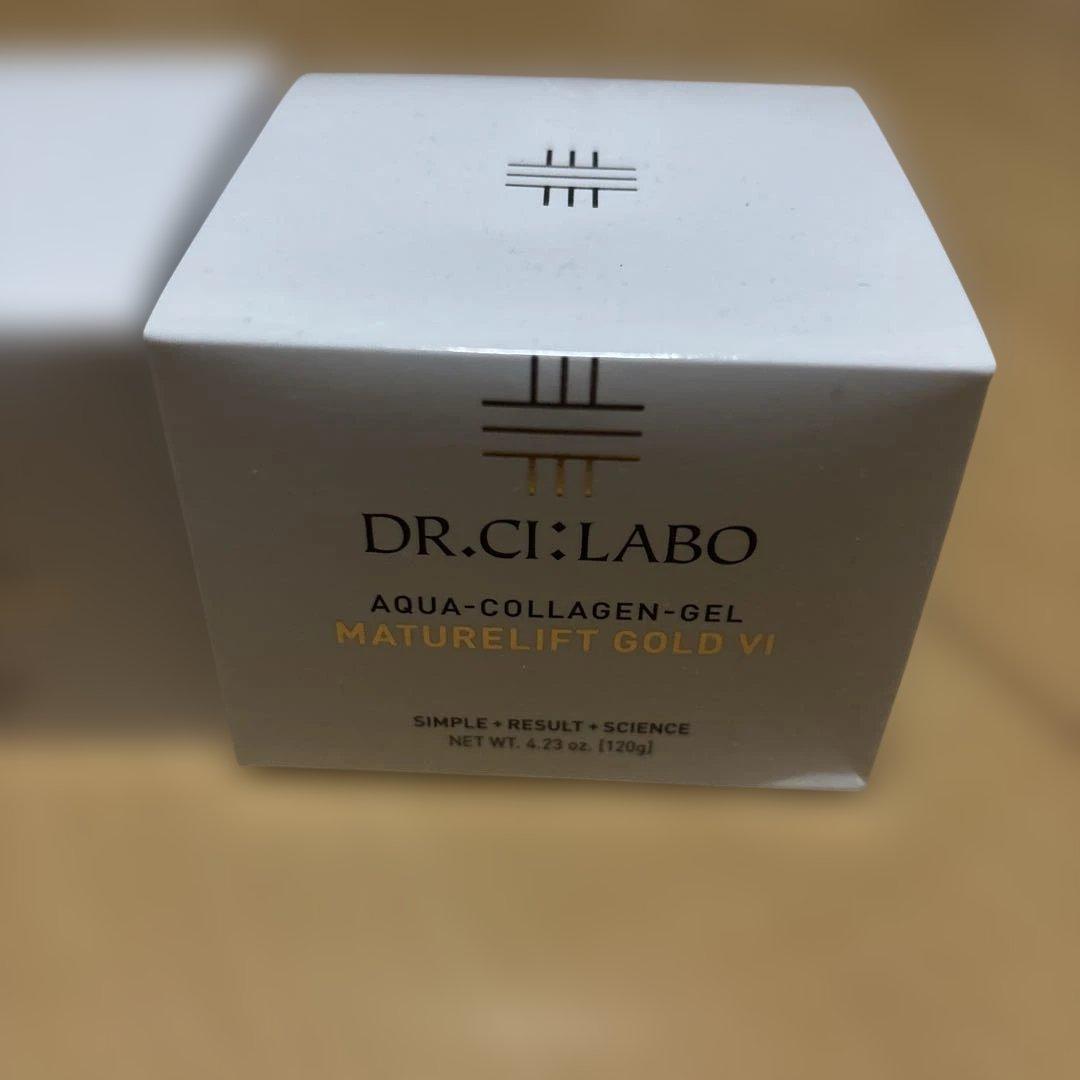 DR.CI:LABO
AQUA-COLLAGEN-GEL
MATURELIFT GOLD VI
SIMPLE + RESULT + SCIENCE
NET WT. 4.23 oz. [120g]